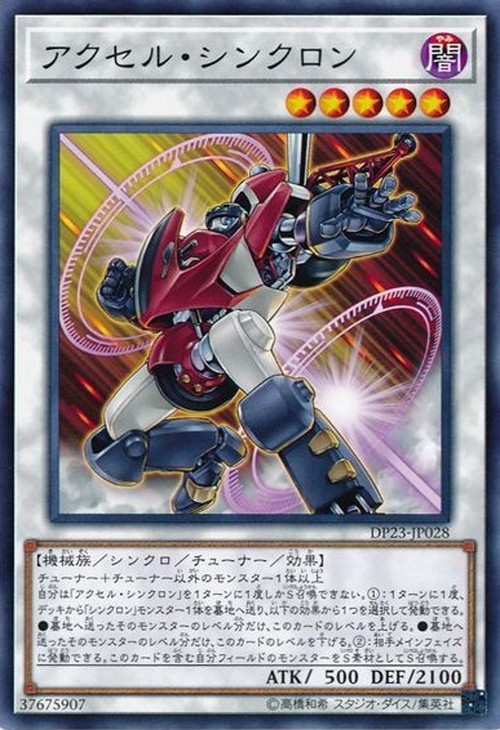 アクセル・シンクロン
闇
DP23-JP028
【機械族／シンクロ／チューナー／効果】
チューナー＋チューナー以外のモンスター1体以上
自分は「アクセル・シンクロン」を1ターンに1度しかS召喚できない。①：1ターンに1度、
デッキから「シンクロン」モンスター1体を墓地へ送り、以下の効果から1つを選択して発動できる。
●墓地へ送ったそのモンスターのレベル分だけ、このカードのレベルを上げる。●墓地へ
送ったそのモンスターのレベル分だけ、このカードのレベルを下げる。②：相手メインフェイズ
に発動できる。このカードを含む自分フィールドのモンスターをS素材としてS召喚する。
ATK/ 500 DEF/2100
37675907
©高橋和希 スタジオ・ダイス/集英社